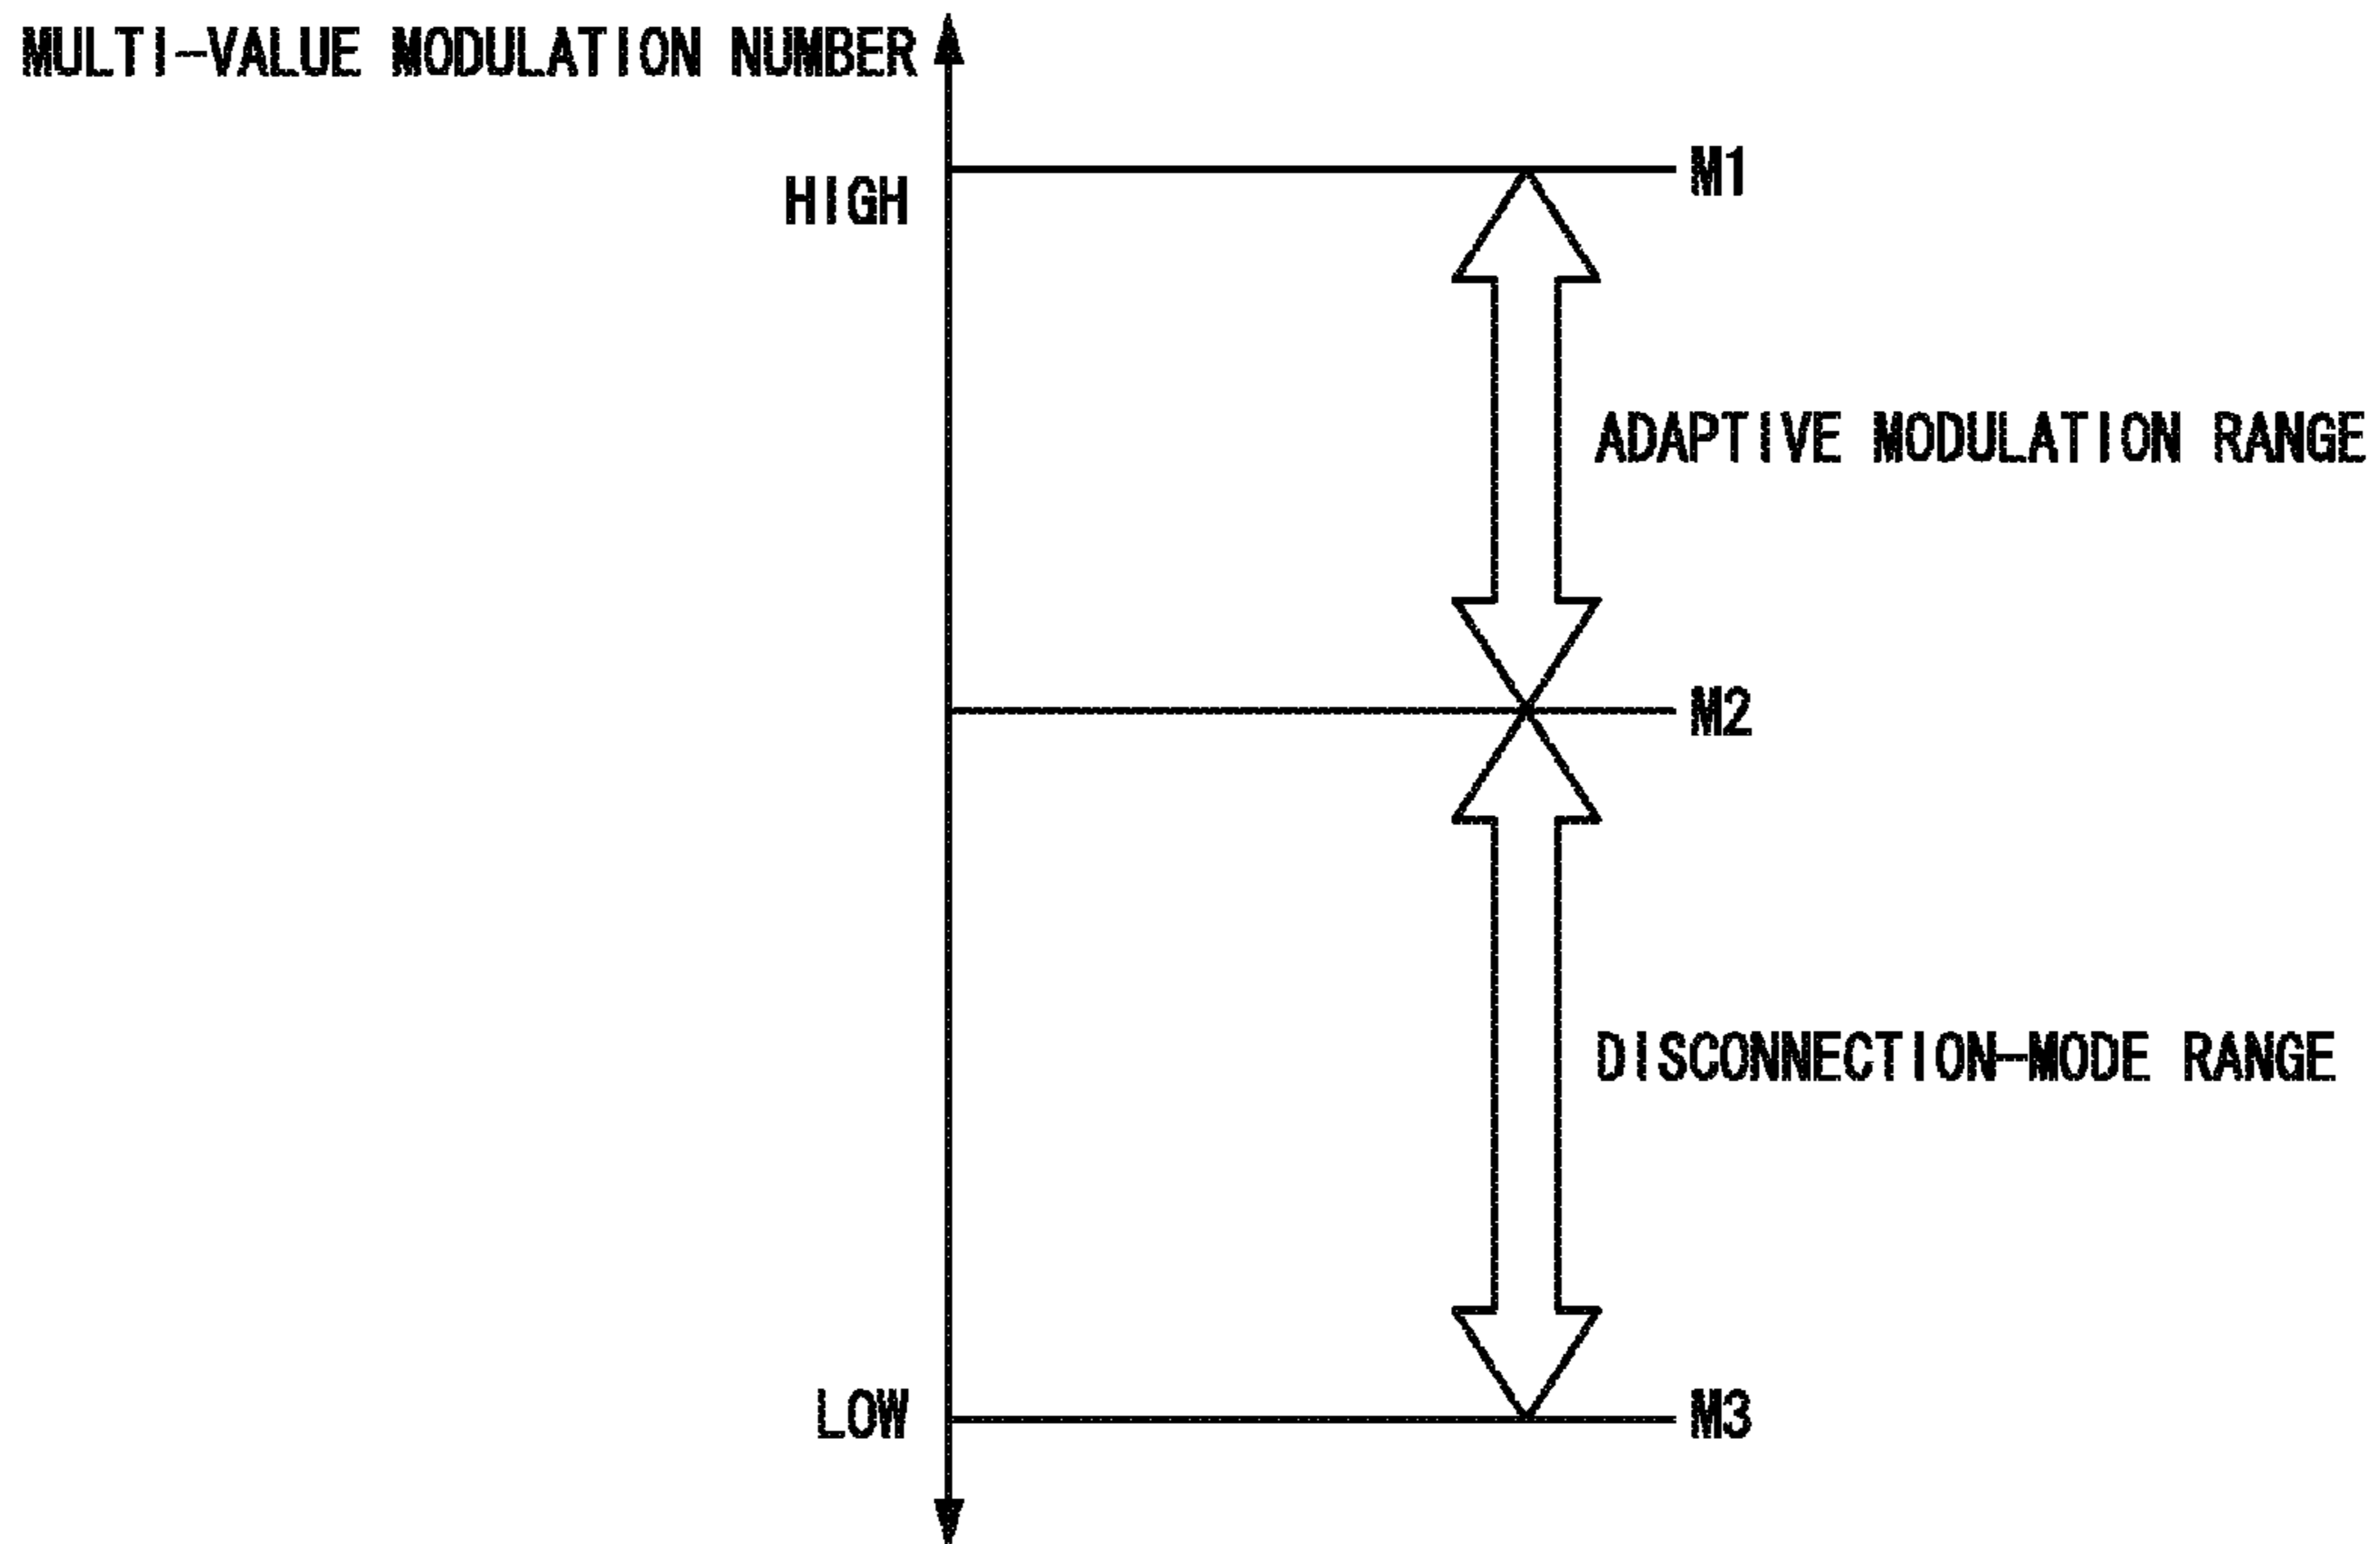 MULTI-VALUE MODULATION NUMBER
M1
HIGH
ADAPTIVE MODULATION RANGE
M2
DISCONNECTION-MODE RANGE
LOW
M3